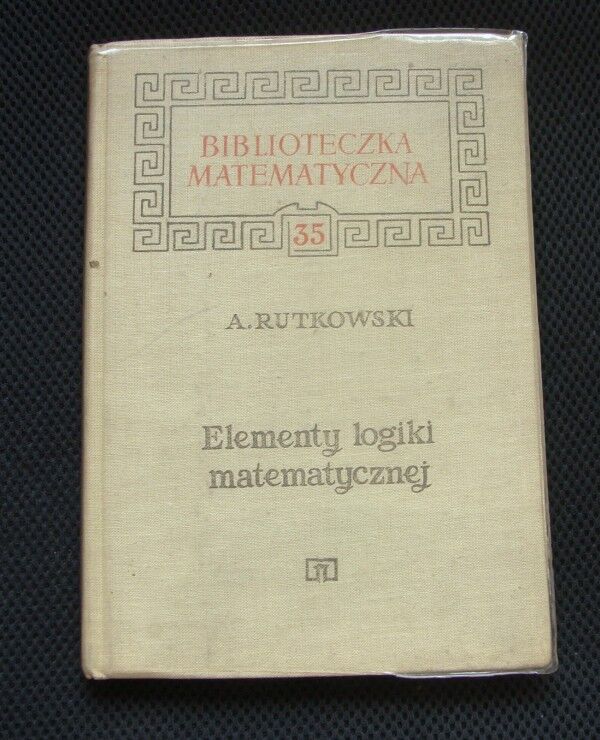 BIBLIOTECZKA
MATEMATYCZNA
35
A. RUTKOWSKI
Elementy logiki
matematycznej